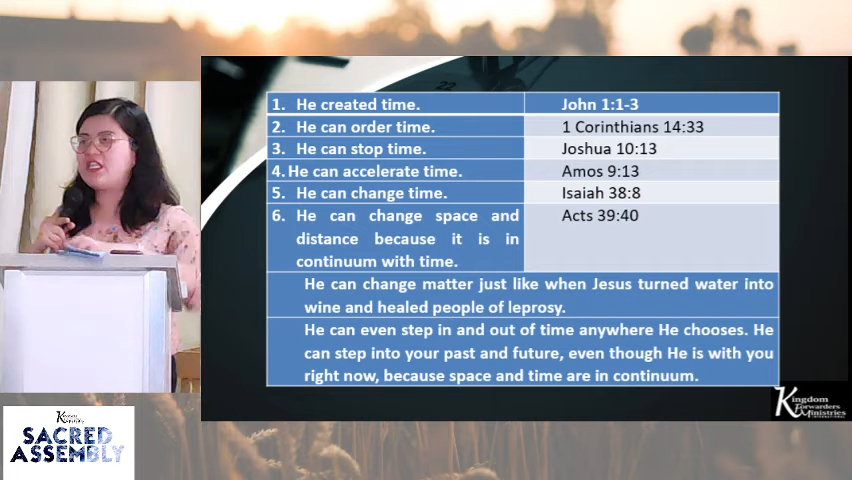 22
1. He created time. John 1:1-3
2. He can order time. 1 Corinthians 14:33
3. He can stop time. Joshua 10:13
4. He can accelerate time. Amos 9:13
5. He can change time. Isaiah 38:8
6. He can change space and Acts 39:40
distance because it is in
continuum with time.
He can change matter just like when Jesus turned water into
wine and healed people of leprosy.
He can even step in and out of time anywhere He chooses. He
can step into your past and future, even though He is with you
right now, because space and time are in continuum.
Kingdom
Forwarders
Ministries
SACRED
ASSEMBLY